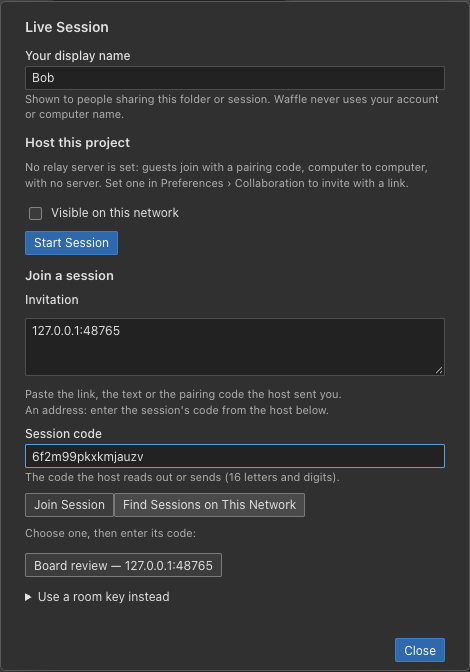 Live Session
Your display name
Bob
Shown to people sharing this folder or session. Waffle never uses your account
or computer name.
Host this project
No relay server is set: guests join with a pairing code, computer to computer,
with no server. Set one in Preferences › Collaboration to invite with a link.
Visible on this network
Start Session
Join a session
Invitation
127.0.0.1:48765
Paste the link, the text or the pairing code the host sent you.
An address: enter the session's code from the host below.
Session code
6f2m99pkxkmjauzv
The code the host reads out or sends (16 letters and digits).
Join Session Find Sessions on This Network
Choose one, then enter its code:
Board review — 127.0.0.1:48765
Use a room key instead
Close